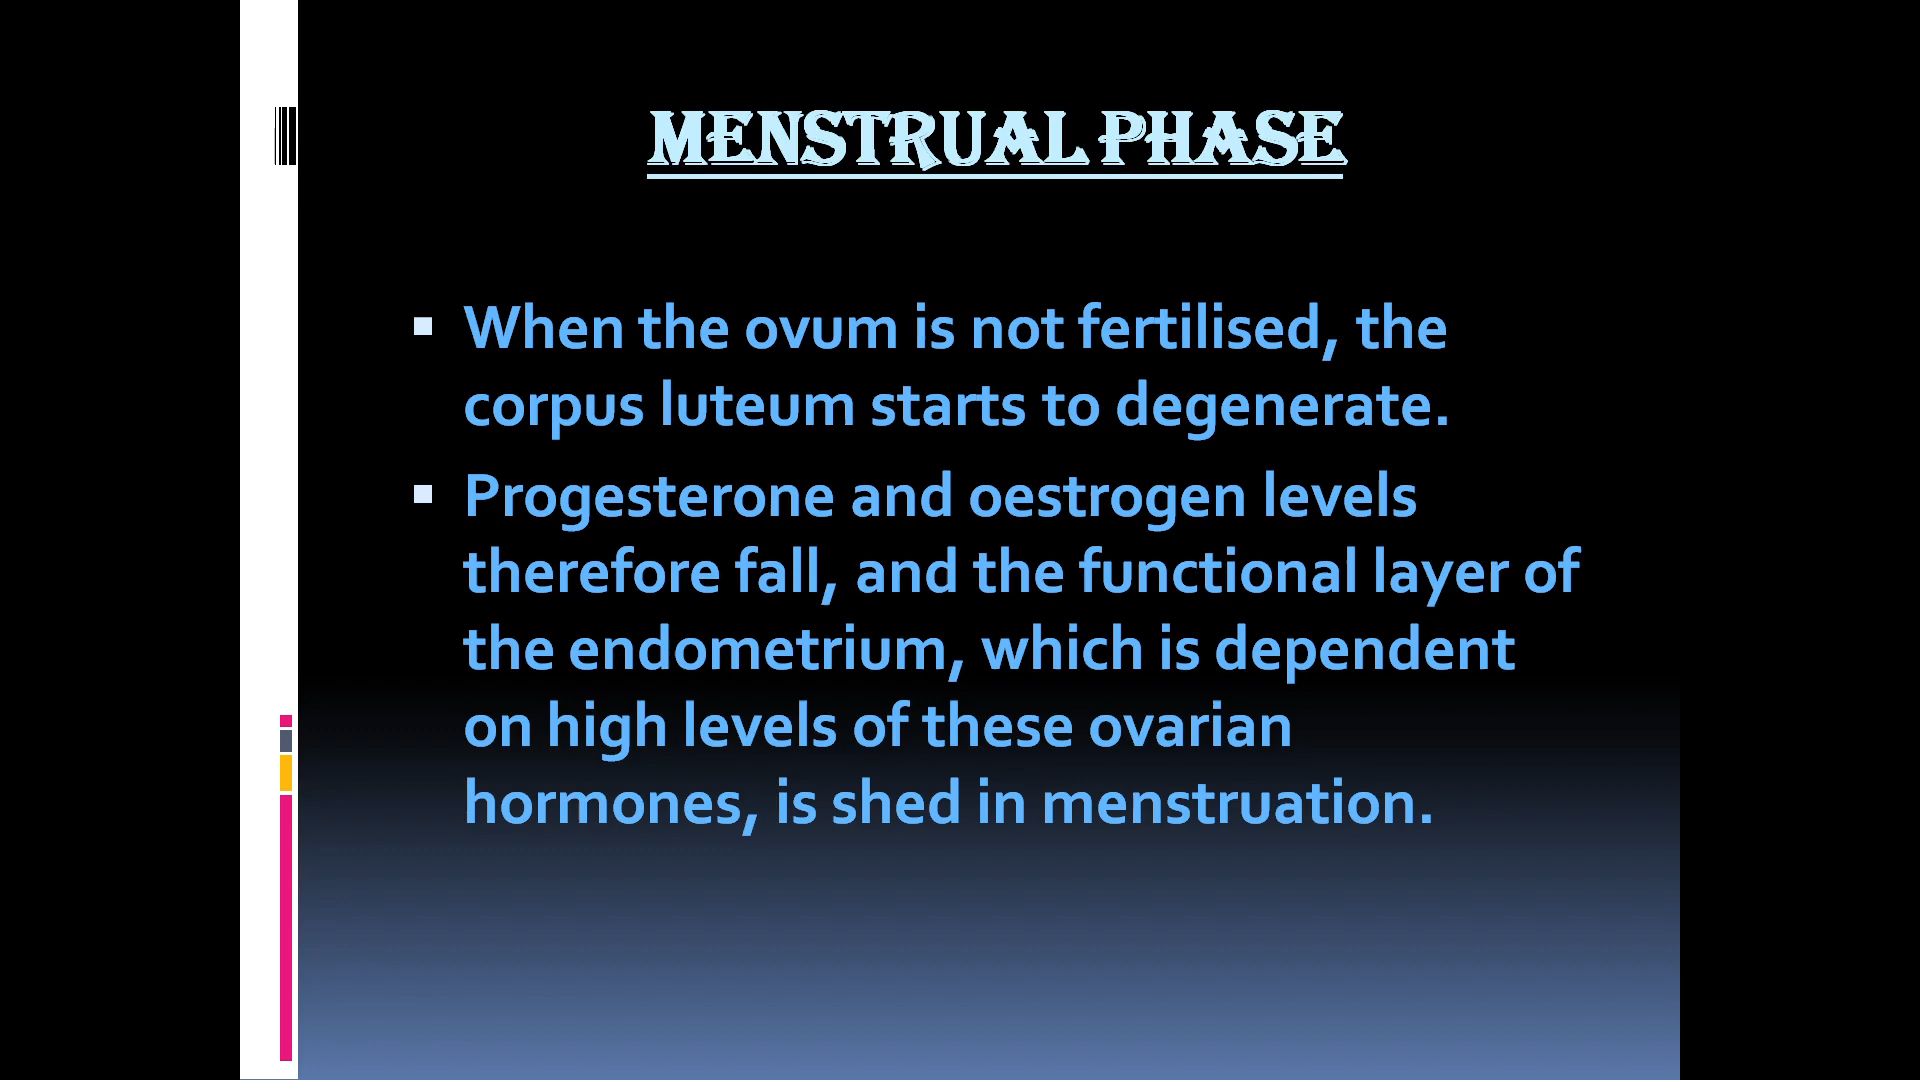 MENSTRUAL PHASE
When the ovum is not fertilised, the
corpus luteum starts to degenerate.
Progesterone and oestrogen levels
therefore fall, and the functional layer of
the endometrium, which is dependent
on high levels of these ovarian
hormones, is shed in menstruation.